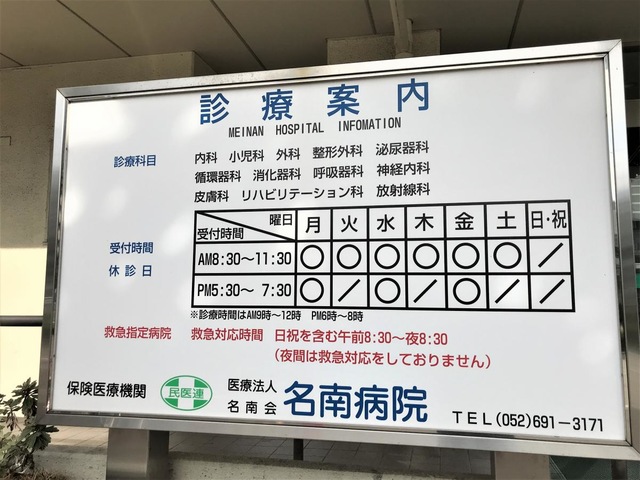 診療案内
MEINAN HOSPITAL INFOMATION
診療科目 内科 小児科 外科 整形外科 泌尿器科
循環器科 消化器科 呼吸器科 神経内科
皮膚科 リハビリテーション科 放射線科
受付時間
休診日
曜日 月 火 水 木 金 土 日・祝
受付時間
AM8:30～11:30 ○ ○ ○ ○ ○ ○ ／
PM5:30～ 7:30 ○ ／ ○ ／ ○ ／ ／
※診療時間はAM9時～12時 PM6時～8時
救急指定病院 救急対応時間 日祝を含む午前8:30～夜8:30
（夜間は救急対応をしておりません）
保険医療機関 民医連 医療法人
名南会 名南病院 TEL(052)691-3171